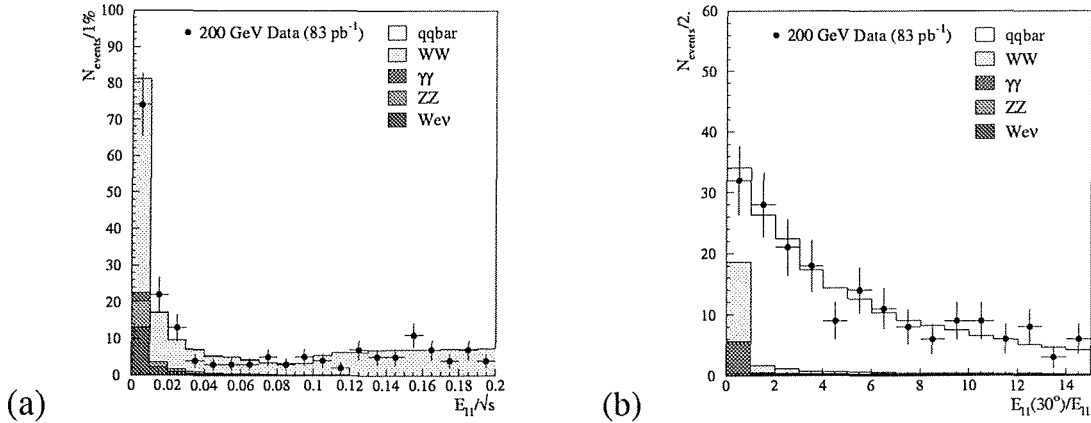 N_events/1%
100
90
80
70
60
50
40
30
20
10
0
• 200 GeV Data (83 pb⁻¹)
qqbar
WW
γγ
ZZ
Weν
0 0.02 0.04 0.06 0.08 0.1 0.12 0.14 0.16 0.18 0.2
E₁₁/√s
(a)
N_events/2.
60
50
40
30
20
10
0
• 200 GeV Data (83 pb⁻¹)
qqbar
WW
γγ
ZZ
Weν
0 2 4 6 8 10 12 14
E₁₁(30°)/E₁₁
(b)